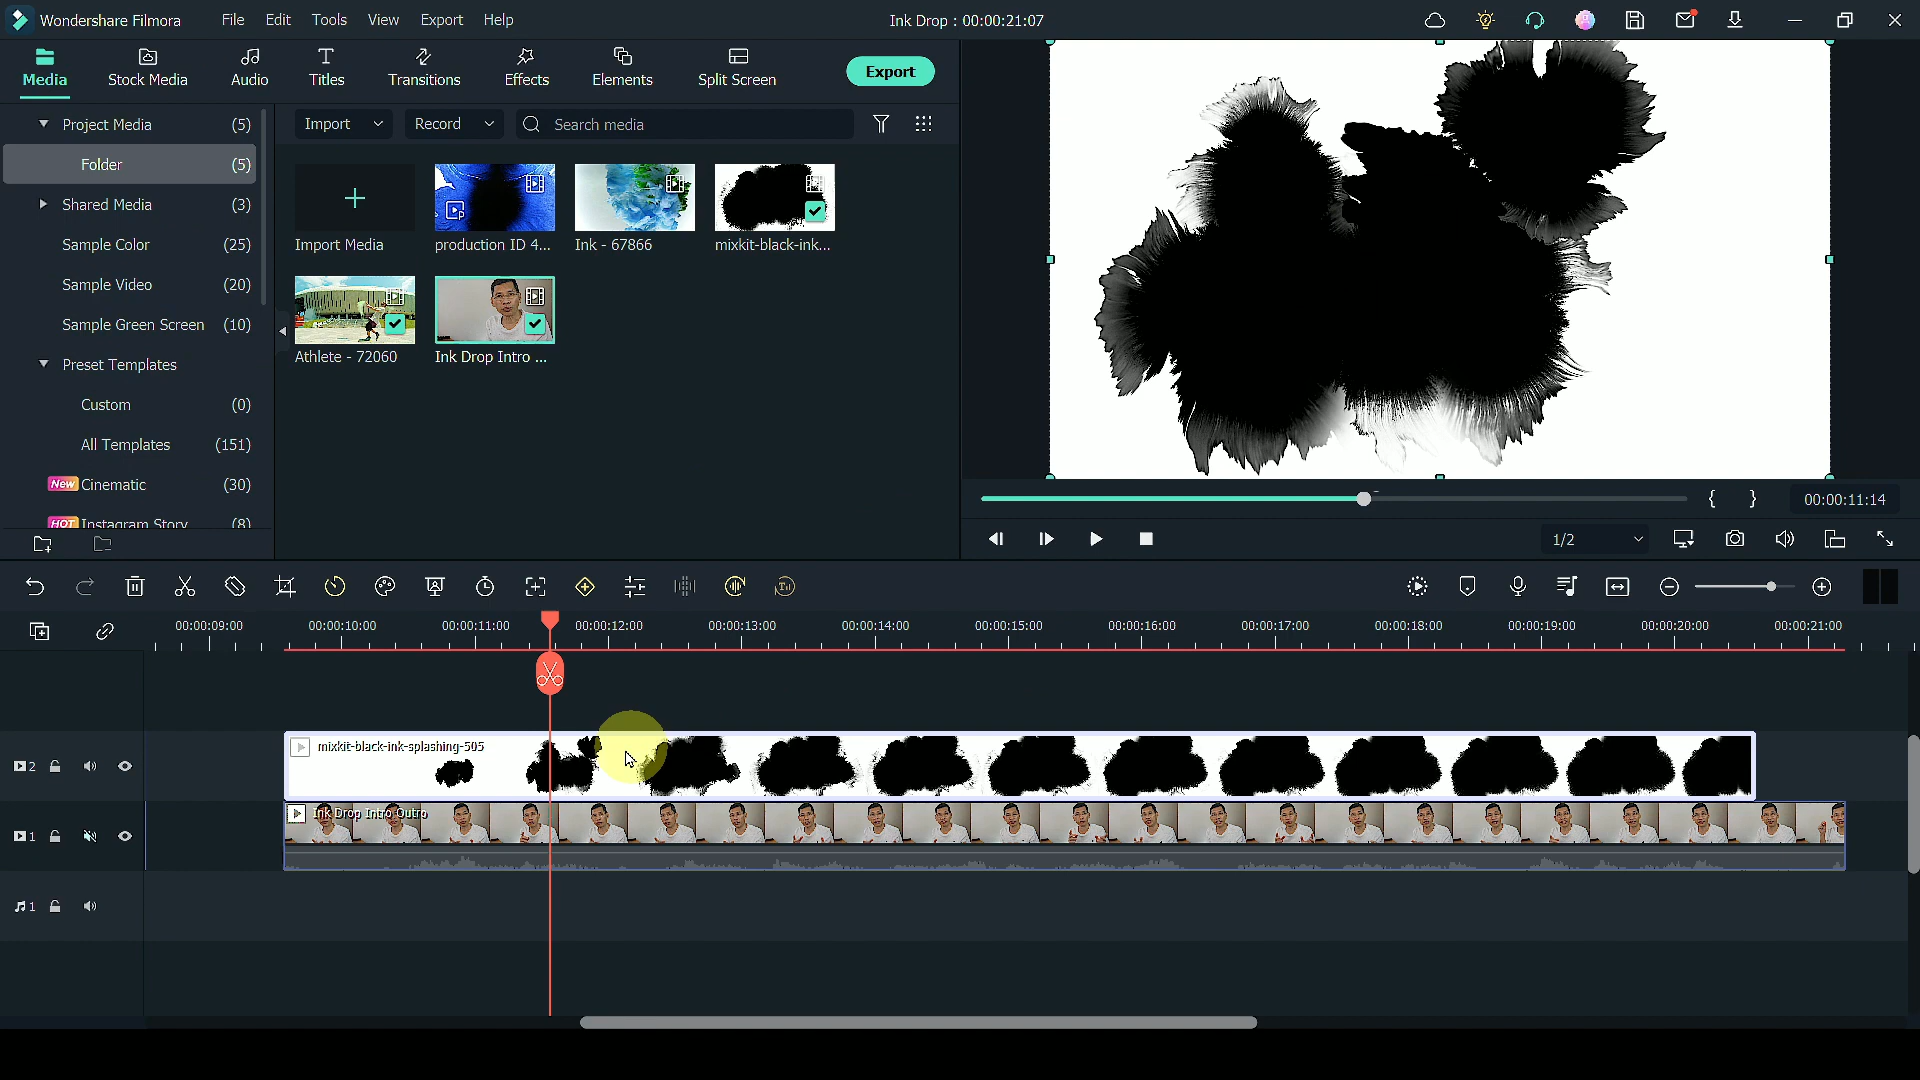 Wondershare Filmora File Edit Tools View Export Help Ink Drop : 00:00:21:07
Media Stock Media Audio Titles Transitions Effects Elements Split Screen Export
Project Media (5) Import Record Search media
Folder (5)
Shared Media (3)
Sample Color (25) Import Media production ID 4... Ink - 67866 mixkit-black-ink...
Sample Video (20)
Sample Green Screen (10)
Athlete - 72060 Ink Drop Intro ...
Preset Templates
Custom (0)
All Templates (151)
New Cinematic (30)
HOT Instagram Story (8)
{ } 00:00:11:14
1/2
00:00:09:00 00:00:10:00 00:00:11:00 00:00:12:00 00:00:13:00 00:00:14:00 00:00:15:00 00:00:16:00 00:00:17:00 00:00:18:00 00:00:19:00 00:00:20:00 00:00:21:00
mixkit-black-ink-splashing-505
2
Ink Drop Intro Outro
1
1